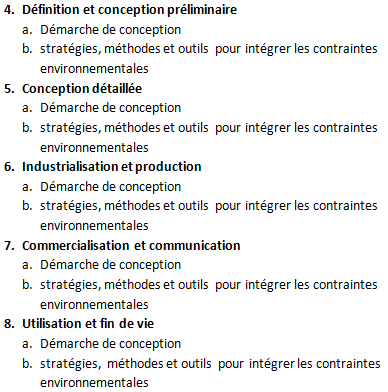 4. Définition et conception préliminaire
a. Démarche de conception
b. stratégies, méthodes et outils pour intégrer les contraintes
environnementales
5. Conception détaillée
a. Démarche de conception
b. stratégies, méthodes et outils pour intégrer les contraintes
environnementales
6. Industrialisation et production
a. Démarche de conception
b. stratégies, méthodes et outils pour intégrer les contraintes
environnementales
7. Commercialisation et communication
a. Démarche de conception
b. stratégies, méthodes et outils pour intégrer les contraintes
environnementales
8. Utilisation et fin de vie
a. Démarche de conception
b. stratégies, méthodes et outils pour intégrer les contraintes
environnementales